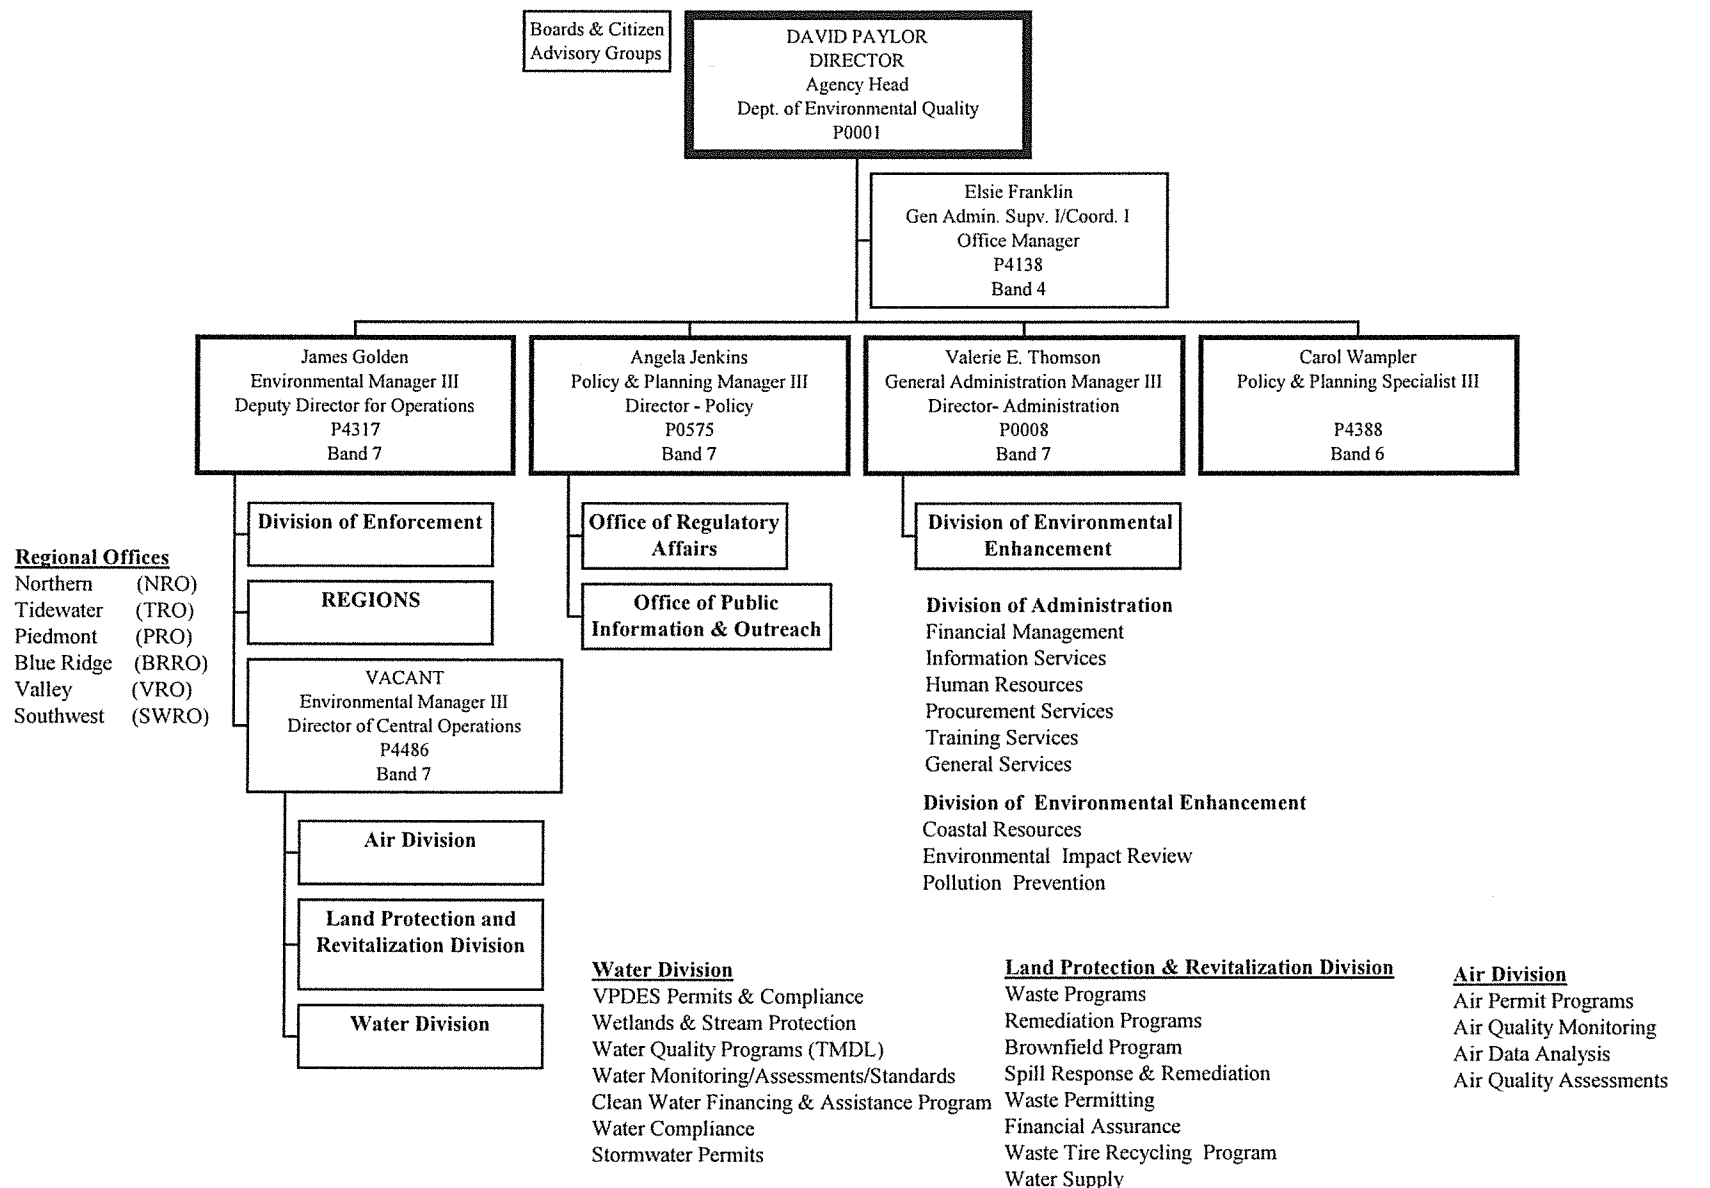 Boards & Citizen
Advisory Groups
DAVID PAYLOR
DIRECTOR
Agency Head
Dept. of Environmental Quality
P0001
Elsie Franklin
Gen Admin. Supv. I/Coord. I
Office Manager
P4138
Band 4
James Golden
Environmental Manager III
Deputy Director for Operations
P4317
Band 7
Angela Jenkins
Policy & Planning Manager III
Director - Policy
P0575
Band 7
Valerie E. Thomson
General Administration Manager III
Director- Administration
P0008
Band 7
Carol Wampler
Policy & Planning Specialist III
P4388
Band 6
Regional Offices
Northern (NRO)
Tidewater (TRO)
Piedmont (PRO)
Blue Ridge (BRRO)
Valley (VRO)
Southwest (SWRO)
Division of Enforcement
REGIONS
VACANT
Environmental Manager III
Director of Central Operations
P4486
Band 7
Air Division
Land Protection and
Revitalization Division
Water Division
Office of Regulatory
Affairs
Office of Public
Information & Outreach
Division of Environmental
Enhancement
Division of Administration
Financial Management
Information Services
Human Resources
Procurement Services
Training Services
General Services
Division of Environmental Enhancement
Coastal Resources
Environmental Impact Review
Pollution Prevention
Water Division
VPDES Permits & Compliance
Wetlands & Stream Protection
Water Quality Programs (TMDL)
Water Monitoring/Assessments/Standards
Clean Water Financing & Assistance Program
Water Compliance
Stormwater Permits
Land Protection & Revitalization Division
Waste Programs
Remediation Programs
Brownfield Program
Spill Response & Remediation
Waste Permitting
Financial Assurance
Waste Tire Recycling Program
Water Supply
Air Division
Air Permit Programs
Air Quality Monitoring
Air Data Analysis
Air Quality Assessments